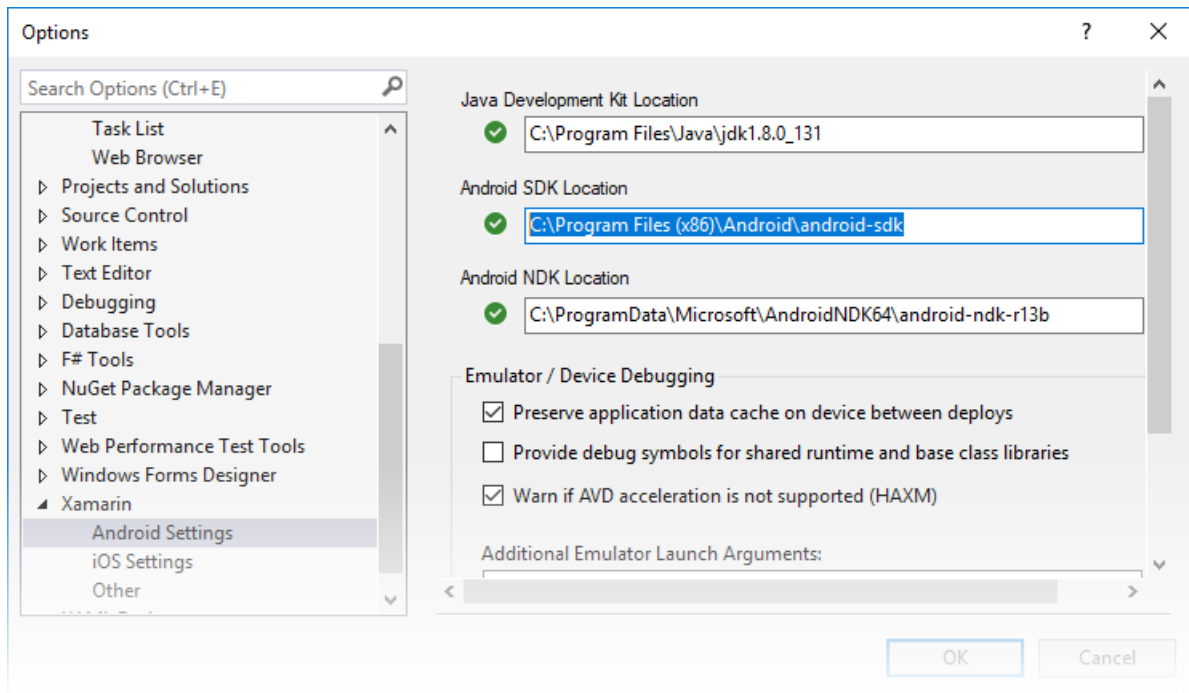 Options
?
Search Options (Ctrl+E)
Task List
Web Browser
Projects and Solutions
Source Control
Work Items
Text Editor
Debugging
Database Tools
F# Tools
NuGet Package Manager
Test
Web Performance Test Tools
Windows Forms Designer
Xamarin
Android Settings
iOS Settings
Other
Java Development Kit Location
C:\Program Files\Java\jdk1.8.0_131
Android SDK Location
C:\Program Files (x86)\Android\android-sdk
Android NDK Location
C:\ProgramData\Microsoft\AndroidNDK64\android-ndk-r13b
Emulator / Device Debugging
Preserve application data cache on device between deploys
Provide debug symbols for shared runtime and base class libraries
Warn if AVD acceleration is not supported (HAXM)
Additional Emulator Launch Arguments:
OK
Cancel